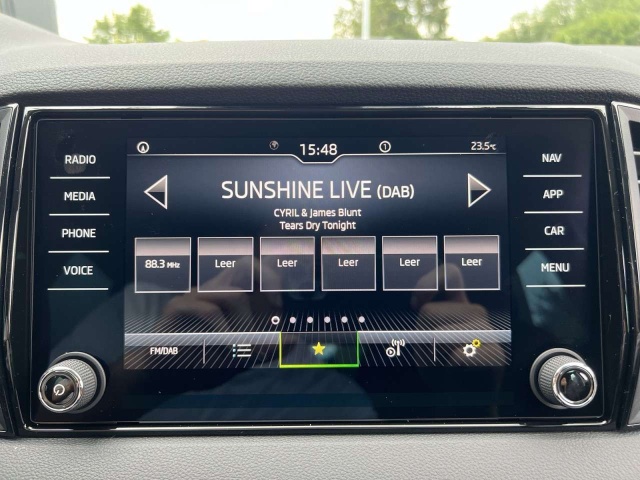 RADIO
MEDIA
PHONE
VOICE
15:48
1
23.5°C
SUNSHINE LIVE (DAB)
CYRIL & James Blunt
Tears Dry Tonight
88.3 MHz
Leer
Leer
Leer
Leer
Leer
FM/DAB
NAV
APP
CAR
MENU